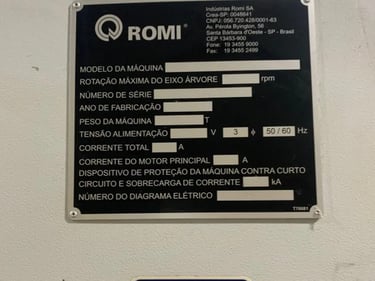 ROMI®
Indústrias Romi SA
Crea-SP: 0048641
CNPJ: 056.720.428/0001-63
Av. Pérola Byington, 56
Santa Bárbara d'Oeste - SP - Brasil
CEP 13453-900
Fone: 19 3455 9000
Fax: 19 3455 2499
MODELO DA MÁQUINA
ROTAÇÃO MÁXIMA DO EIXO ÁRVORE rpm
NÚMERO DE SÉRIE
ANO DE FABRICAÇÃO
PESO DA MÁQUINA T
TENSÃO ALIMENTAÇÃO V 3 ɸ 50 / 60 Hz
CORRENTE TOTAL A
CORRENTE DO MOTOR PRINCIPAL A
DISPOSITIVO DE PROTEÇÃO DA MÁQUINA CONTRA CURTO
CIRCUITO E SOBRECARGA DE CORRENTE kA
NÚMERO DO DIAGRAMA ELÉTRICO